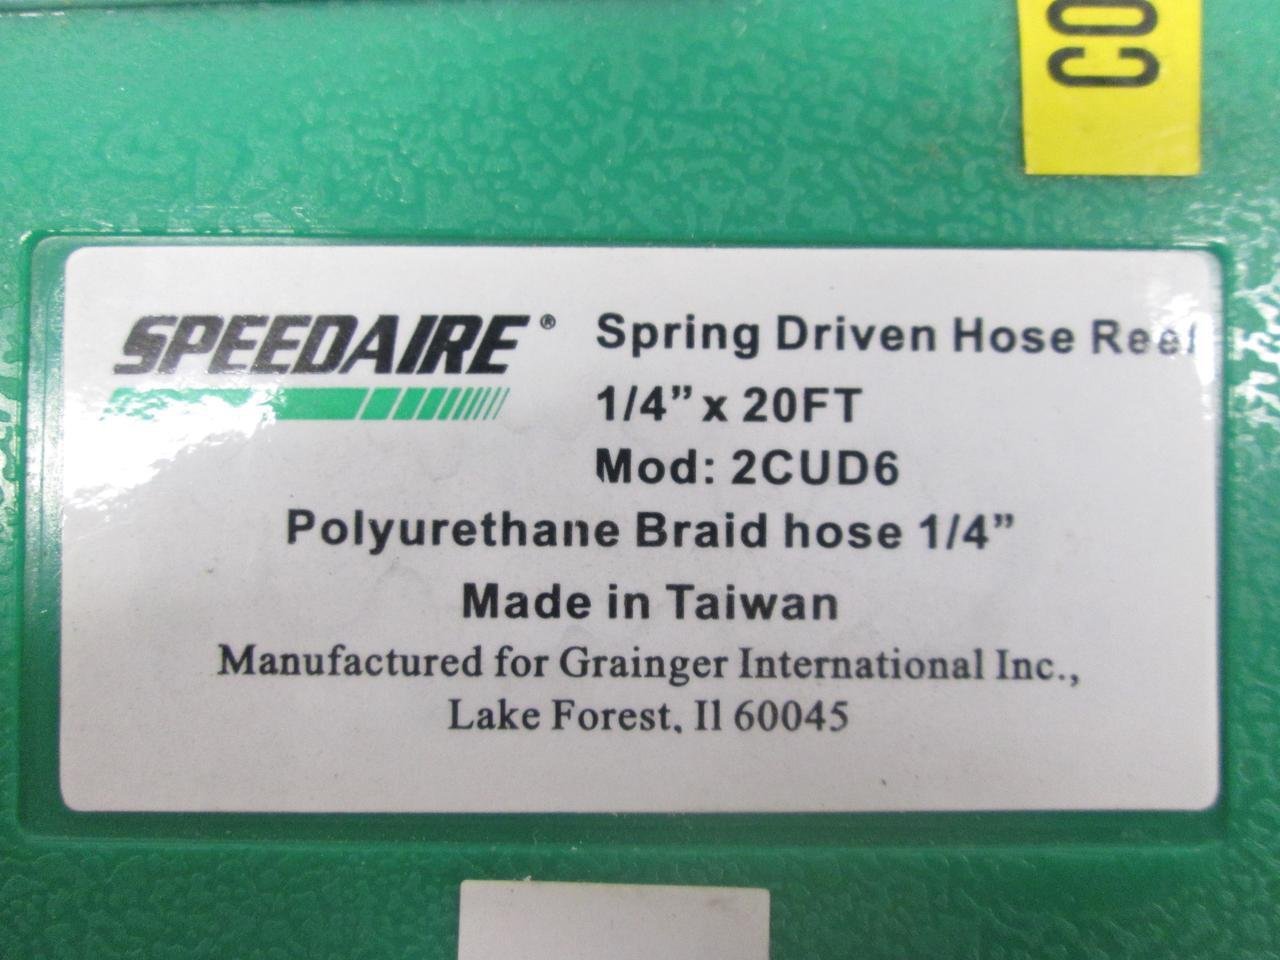 CO
SPEEDAIRE® Spring Driven Hose Reel
1/4” x 20FT
Mod: 2CUD6
Polyurethane Braid hose 1/4”
Made in Taiwan
Manufactured for Grainger International Inc.,
Lake Forest, Il 60045